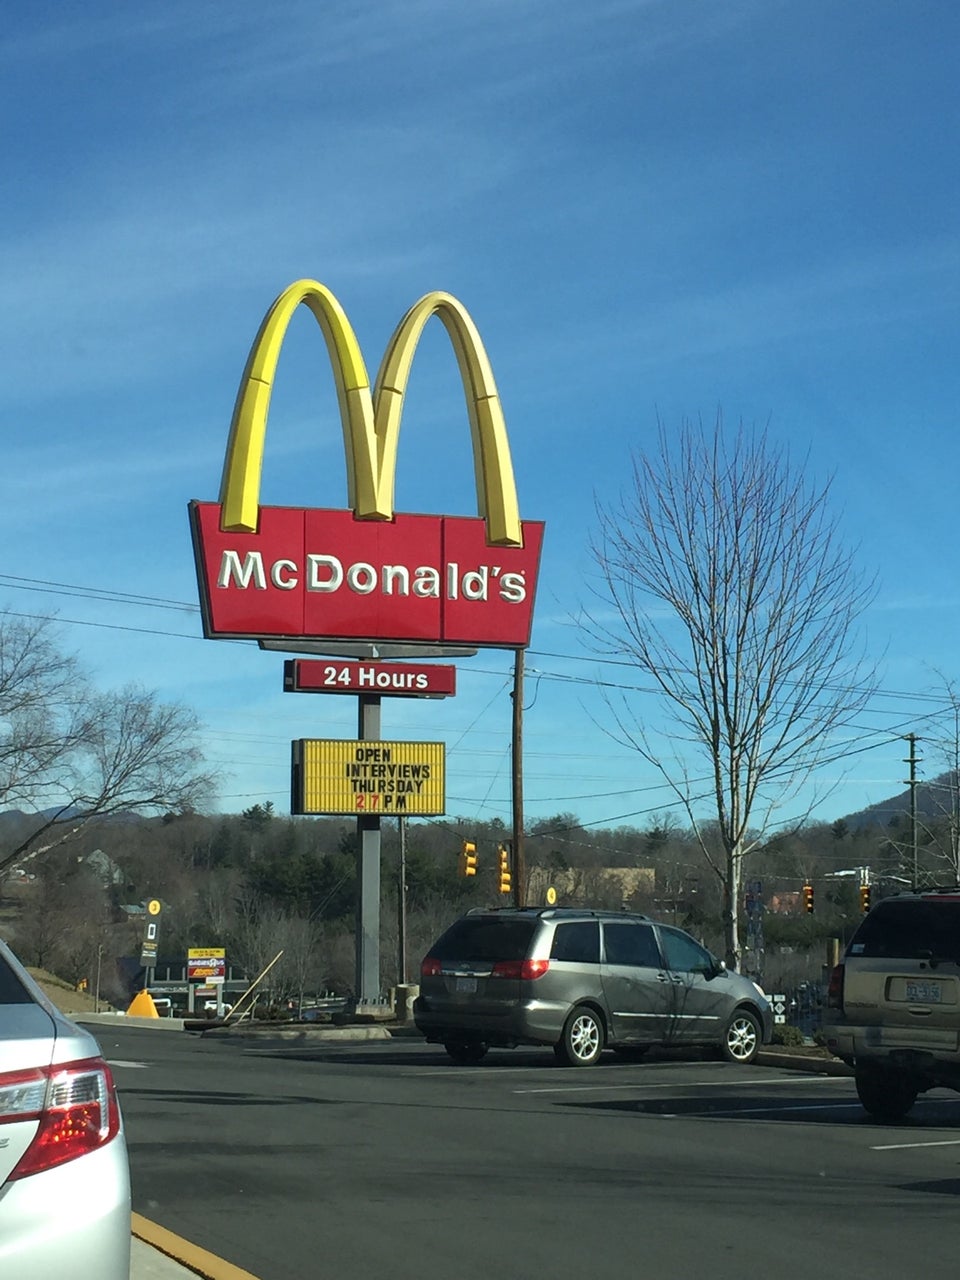 McDonald's
24 Hours
OPEN
INTERVIEWS
THURSDAY
2 7 PM